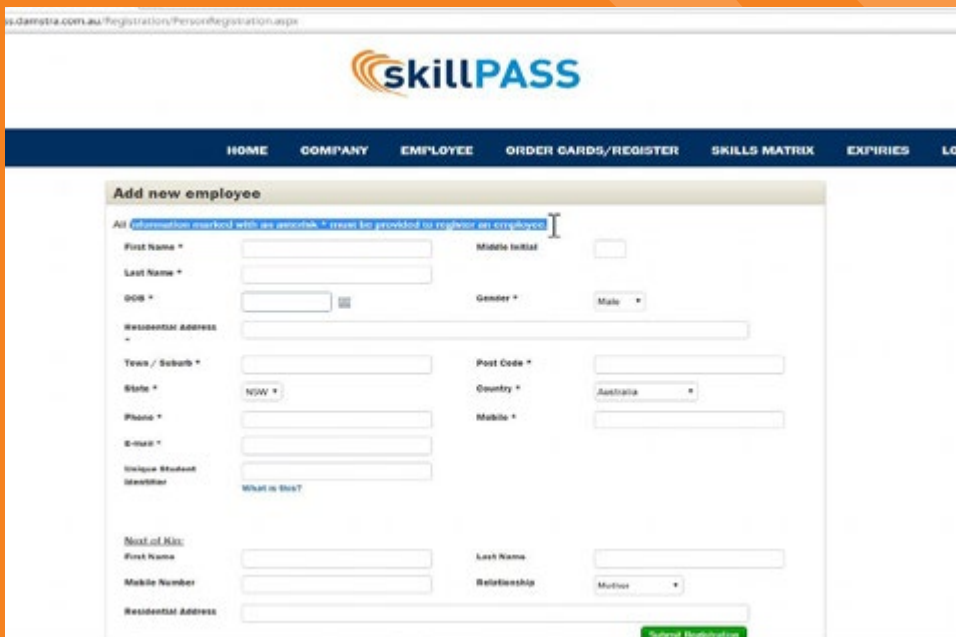 ss.damstra.com.au/Registration/PersonRegistration.aspx
skillPASS
HOME COMPANY EMPLOYEE ORDER CARDS/REGISTER SKILLS MATRIX EXPIRIES LO
Add new employee
All information marked with an asterisk * must be provided to register an employee.
First Name * Middle Initial
Last Name *
DOB * Gender * Male
Residential Address
*
Town / Suburb * Post Code *
State * NSW Country * Australia
Phone * Mobile *
E-mail *
Unique Student
Identifier
What is this?
Next of Kin:
First Name Last Name
Mobile Number Relationship Mother
Residential Address
Submit Registration